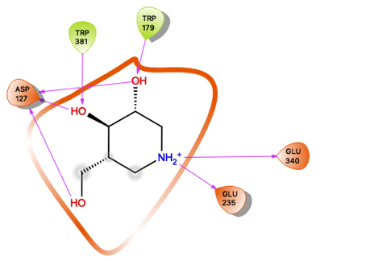 TRP
179
TRP
381
OH
ASP
127
HO
NH2+
GLU
340
GLU
235
HO